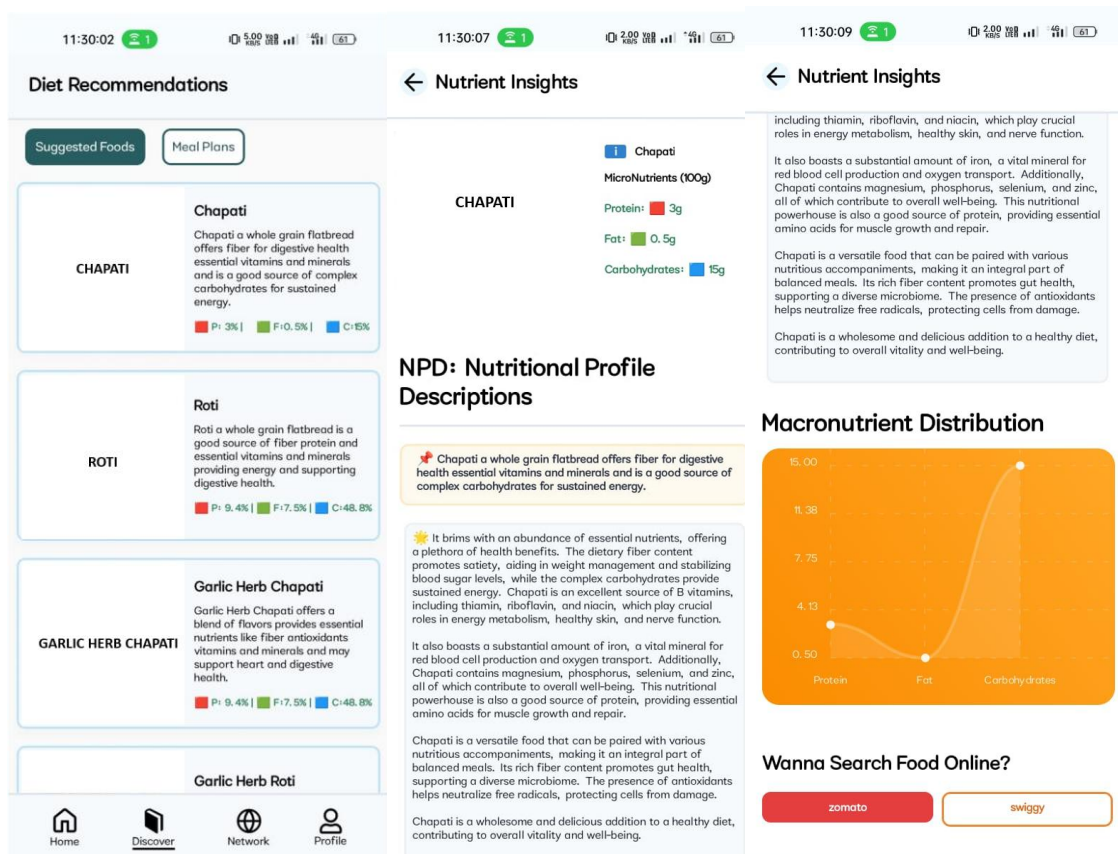 11:30:02 1 5.00 KB/S Vo) LTE 4G 61
Diet Recommendations
Suggested Foods Meal Plans
CHAPATI
Chapati
Chapati a whole grain flatbread
offers fiber for digestive health
essential vitamins and minerals
and is a good source of complex
carbohydrates for sustained
energy.
P: 3% | F:0.5% | C:15%
ROTI
Roti
Roti a whole grain flatbread is a
good source of fiber protein and
essential vitamins and minerals
providing energy and supporting
digestive health.
P: 9.4% | F:7.5% | C:48.8%
GARLIC HERB CHAPATI
Garlic Herb Chapati
Garlic Herb Chapati offers a
blend of flavors provides essential
nutrients like fiber antioxidants
vitamins and minerals and may
support heart and digestive
health.
P: 9.4% | F:7.5% | C:48.8%
Garlic Herb Roti
Home Discover Network Profile
11:30:07 1 2.00 KB/S 4G 61
Nutrient Insights
CHAPATI
i Chapati
MicroNutrients (100g)
Protein: 3g
Fat: 0.5g
Carbohydrates: 15g
NPD: Nutritional Profile
Descriptions
Chapati a whole grain flatbread offers fiber for digestive
health essential vitamins and minerals and is a good source of
complex carbohydrates for sustained energy.
It brims with an abundance of essential nutrients, offering
a plethora of health benefits. The dietary fiber content
promotes satiety, aiding in weight management and stabilizing
blood sugar levels, while the complex carbohydrates provide
sustained energy. Chapati is an excellent source of B vitamins,
including thiamin, riboflavin, and niacin, which play crucial
roles in energy metabolism, healthy skin, and nerve function.
It also boasts a substantial amount of iron, a vital mineral for
red blood cell production and oxygen transport. Additionally,
Chapati contains magnesium, phosphorus, selenium, and zinc,
all of which contribute to overall well-being. This nutritional
powerhouse is also a good source of protein, providing essential
amino acids for muscle growth and repair.
Chapati is a versatile food that can be paired with various
nutritious accompaniments, making it an integral part of
balanced meals. Its rich fiber content promotes gut health,
supporting a diverse microbiome. The presence of antioxidants
helps neutralize free radicals, protecting cells from damage.
Chapati is a wholesome and delicious addition to a healthy diet,
contributing to overall vitality and well-being.
11:30:09 1 2.00 KB/S 4G 61
Nutrient Insights
including thiamin, riboflavin, and niacin, which play crucial
roles in energy metabolism, healthy skin, and nerve function.
It also boasts a substantial amount of iron, a vital mineral for
red blood cell production and oxygen transport. Additionally,
Chapati contains magnesium, phosphorus, selenium, and zinc,
all of which contribute to overall well-being. This nutritional
powerhouse is also a good source of protein, providing essential
amino acids for muscle growth and repair.
Chapati is a versatile food that can be paired with various
nutritious accompaniments, making it an integral part of
balanced meals. Its rich fiber content promotes gut health,
supporting a diverse microbiome. The presence of antioxidants
helps neutralize free radicals, protecting cells from damage.
Chapati is a wholesome and delicious addition to a healthy diet,
contributing to overall vitality and well-being.
Macronutrient Distribution
15.00
11.38
7.75
4.13
0.50
Protein Fat Carbohydrates
Wanna Search Food Online?
zomato swiggy